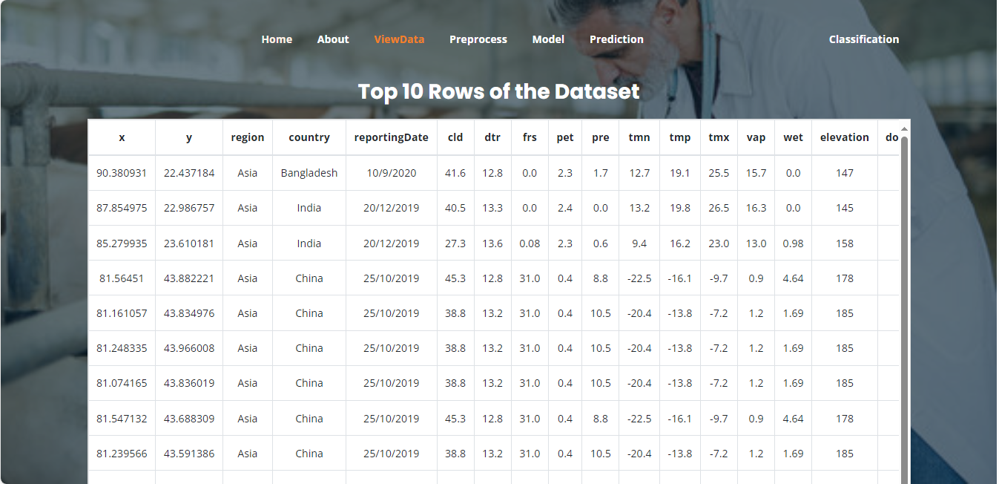 Home About ViewData Preprocess Model Prediction Classification
Top 10 Rows of the Dataset
x y region country reportingDate cld dtr frs pet pre tmn tmp tmx vap wet elevation do
90.380931 22.437184 Asia Bangladesh 10/9/2020 41.6 12.8 0.0 2.3 1.7 12.7 19.1 25.5 15.7 0.0 147
87.854975 22.986757 Asia India 20/12/2019 40.5 13.3 0.0 2.4 0.0 13.2 19.8 26.5 16.3 0.0 145
85.279935 23.610181 Asia India 20/12/2019 27.3 13.6 0.08 2.3 0.6 9.4 16.2 23.0 13.0 0.98 158
81.56451 43.882221 Asia China 25/10/2019 45.3 12.8 31.0 0.4 8.8 -22.5 -16.1 -9.7 0.9 4.64 178
81.161057 43.834976 Asia China 25/10/2019 38.8 13.2 31.0 0.4 10.5 -20.4 -13.8 -7.2 1.2 1.69 185
81.248335 43.966008 Asia China 25/10/2019 38.8 13.2 31.0 0.4 10.5 -20.4 -13.8 -7.2 1.2 1.69 185
81.074165 43.836019 Asia China 25/10/2019 38.8 13.2 31.0 0.4 10.5 -20.4 -13.8 -7.2 1.2 1.69 185
81.547132 43.688309 Asia China 25/10/2019 45.3 12.8 31.0 0.4 8.8 -22.5 -16.1 -9.7 0.9 4.64 178
81.239566 43.591386 Asia China 25/10/2019 38.8 13.2 31.0 0.4 10.5 -20.4 -13.8 -7.2 1.2 1.69 185